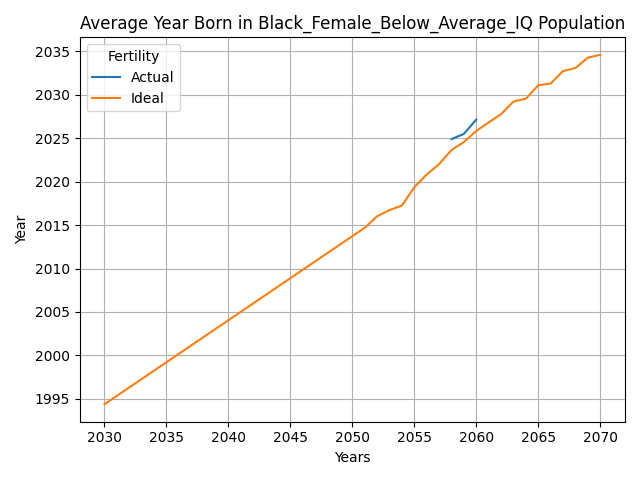 Average Year Born in Black_Female_Below_Average_IQ Population
Fertility
Actual
Ideal
Year
2035
2030
2025
2020
2015
2010
2005
2000
1995
2030 2035 2040 2045 2050 2055 2060 2065 2070
Years